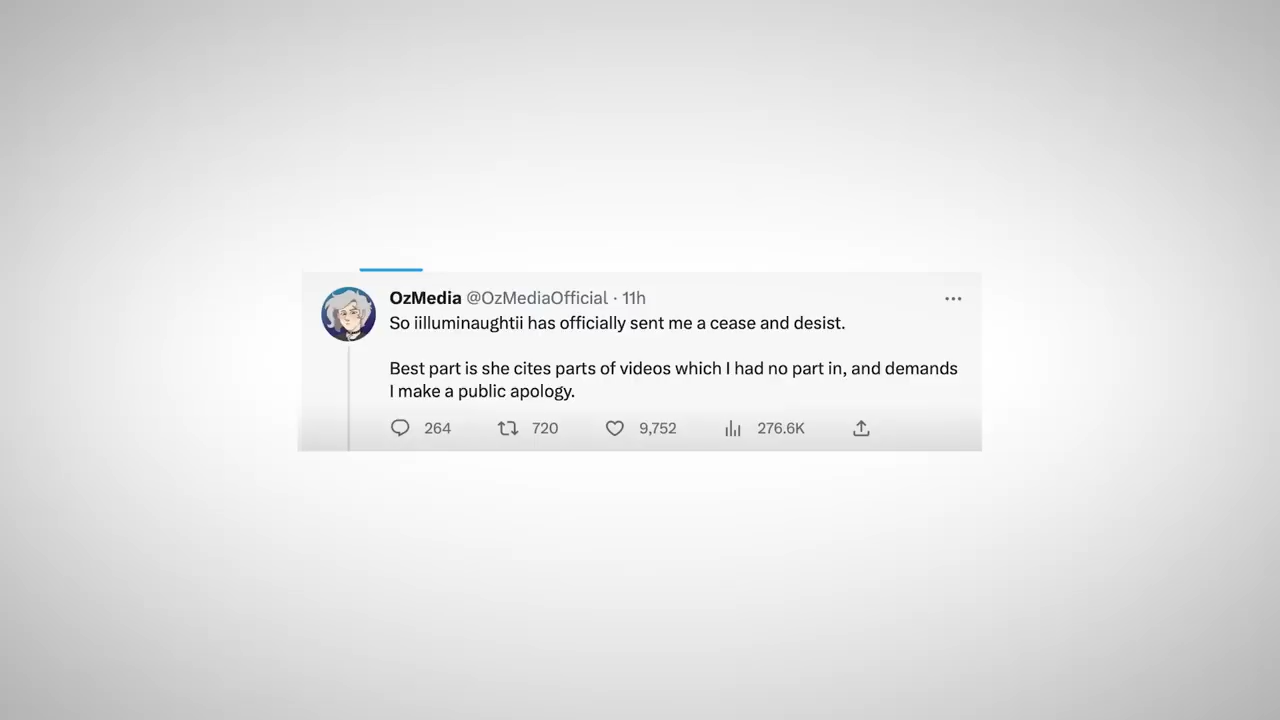 OzMedia @OzMediaOfficial · 11h
So iilluminaughtii has officially sent me a cease and desist.
Best part is she cites parts of videos which I had no part in, and demands
I make a public apology.
264 720 9,752 276.6K